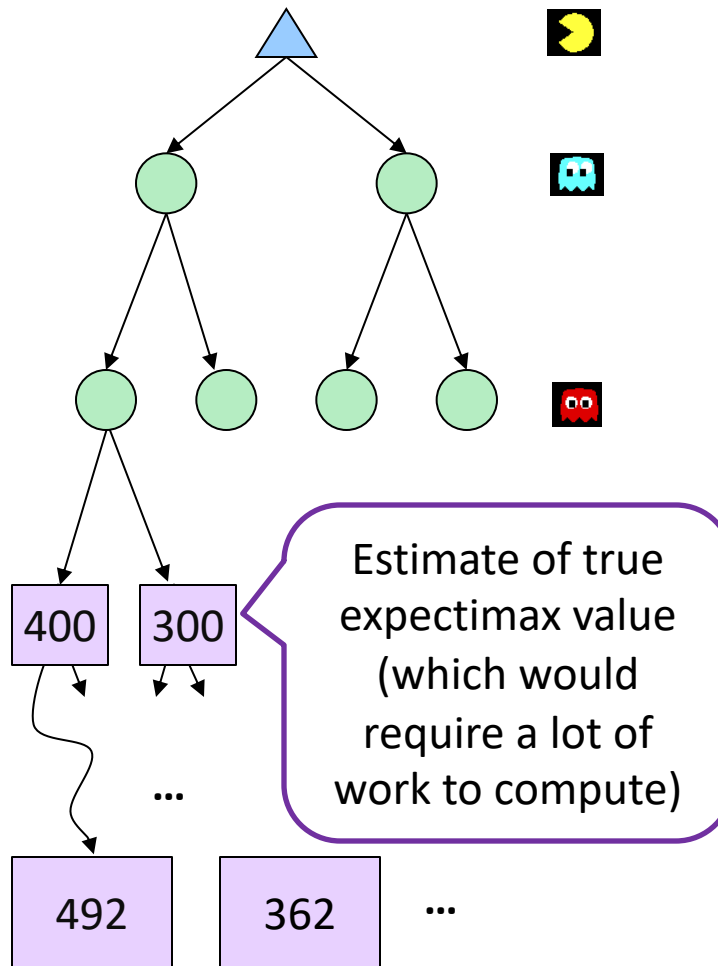 Estimate of true
expectimax value
(which would
require a lot of
work to compute)
400 300
...
492 362 ...